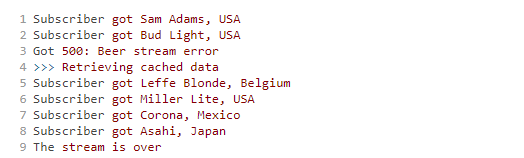 1 Subscriber got Sam Adams, USA
2 Subscriber got Bud Light, USA
3 Got 500: Beer stream error
4 >>> Retrieving cached data
5 Subscriber got Leffe Blonde, Belgium
6 Subscriber got Miller Lite, USA
7 Subscriber got Corona, Mexico
8 Subscriber got Asahi, Japan
9 The stream is over